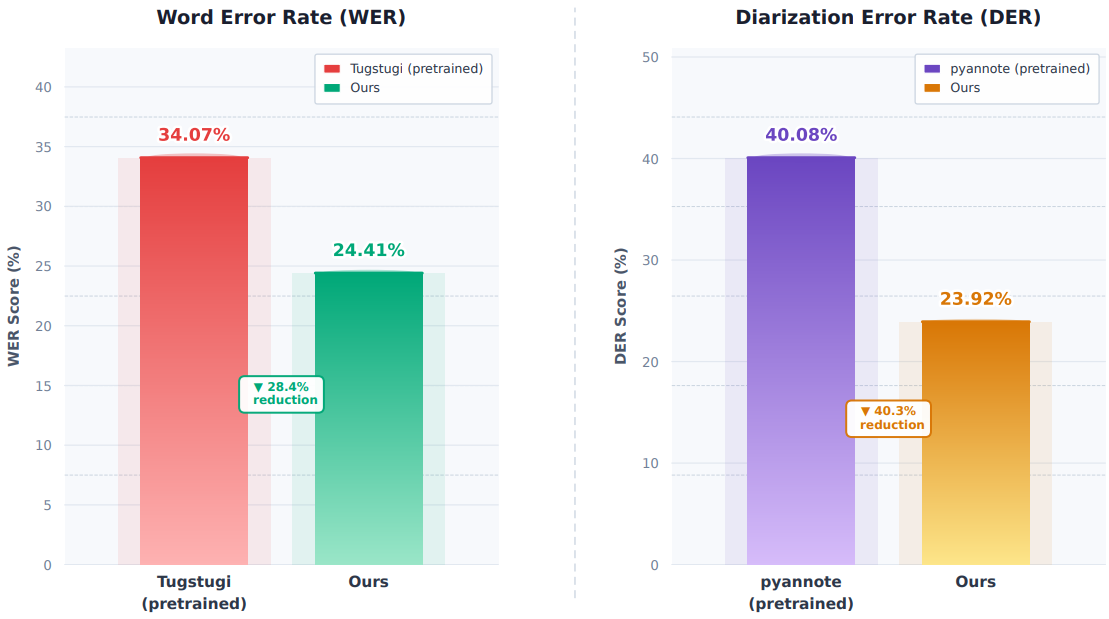 Word Error Rate (WER)
Tugstugi (pretrained)
Ours
WER Score (%)
40
35
30
25
20
15
10
5
0
34.07%
24.41%
▼ 28.4%
reduction
Tugstugi
(pretrained)
Ours
Diarization Error Rate (DER)
pyannote (pretrained)
Ours
DER Score (%)
50
40
30
20
10
0
40.08%
23.92%
▼ 40.3%
reduction
pyannote
(pretrained)
Ours